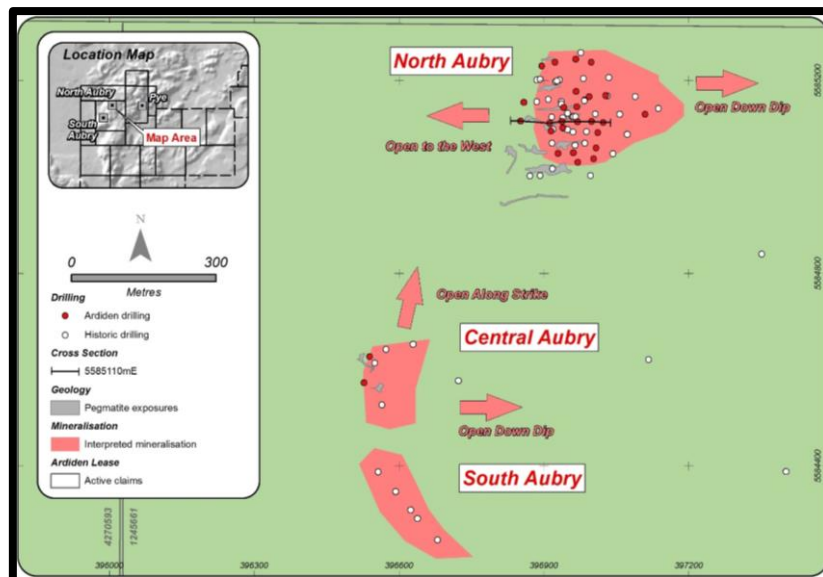 Location Map
North Aubry
Pye
South
Aubry
Map Area
N
0 300
Metres
Drilling
Ardiden drilling
Historic drilling
Cross Section
5585110mE
Geology
Pegmatite exposures
Mineralisation
Interpreted mineralisation
Ardiden Lease
Active claims
North Aubry
Open Down Dip
Open to the West
Open Along Strike
Central Aubry
Open Down Dip
South Aubry
5585200
5584800
5584400
4270593
1245661
396000
396300
396600
396900
397200